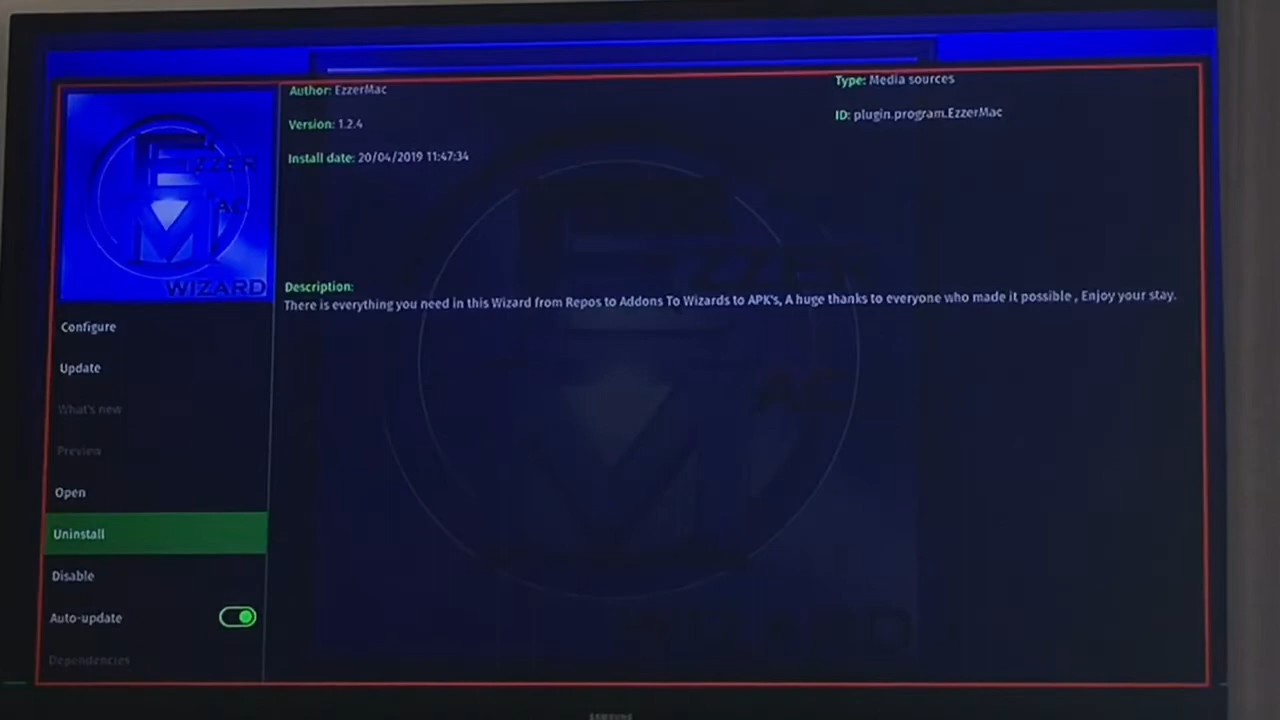 Author: EzzerMac
Type: Media sources
Version: 1.2.4
ID: plugin.program.EzzerMac
Install date: 20/04/2019 11:47:34
EZZER
MAC
WIZARD
Description:
There is everything you need in this Wizard from Repos to Addons To Wizards to APK's, A huge thanks to everyone who made it possible , Enjoy your stay.
Configure
Update
What's new
Preview
Open
Uninstall
Disable
Auto-update
Dependencies
SAMSUNG